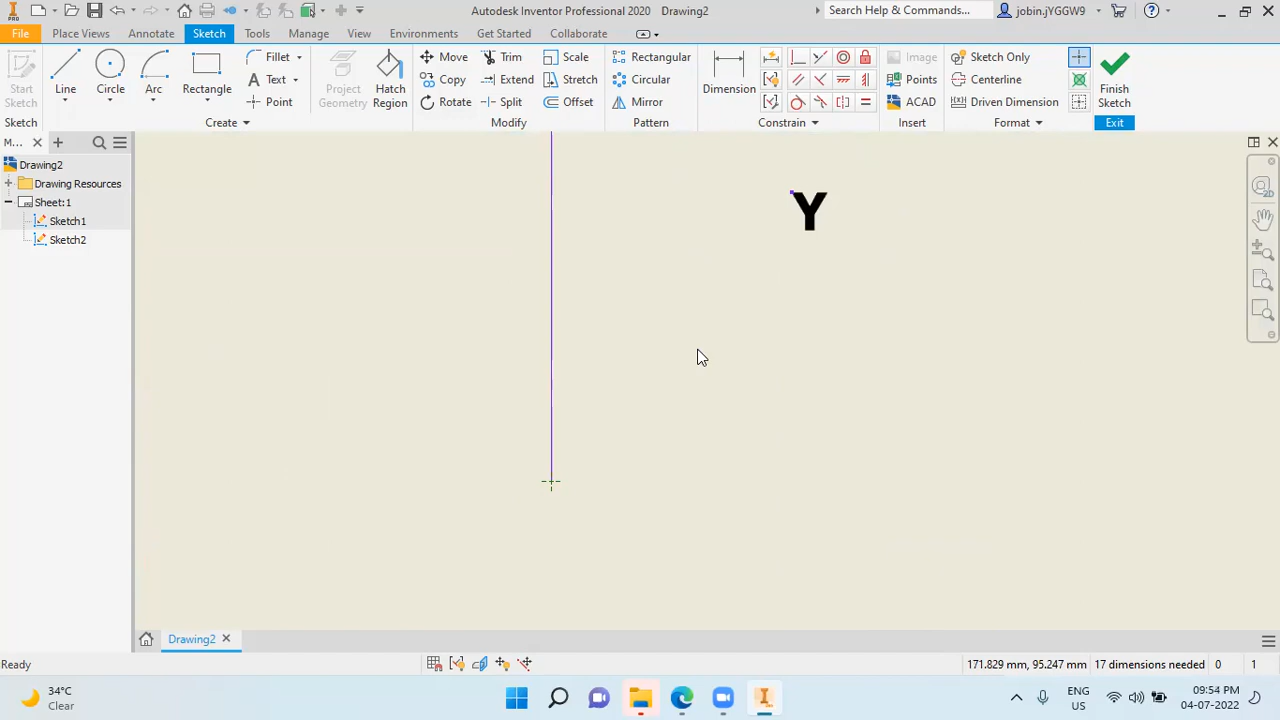 PRO
Autodesk Inventor Professional 2020 Drawing2
Search Help & Commands...
jobin.jYGGW9
File Place Views Annotate Sketch Tools Manage View Environments Get Started Collaborate
Start Sketch
Line
Circle
Arc
Rectangle
Fillet
Text
Point
Project Geometry
Hatch Region
Move
Copy
Rotate
Trim
Extend
Split
Scale
Stretch
Offset
Rectangular
Circular
Mirror
Dimension
Image
Points
ACAD
Sketch Only
Centerline
Driven Dimension
Finish Sketch
Sketch Create Modify Pattern Constrain Insert Format Exit
M...
Drawing2
Drawing Resources
Sheet:1
Sketch1
Sketch2
Y
2D
Drawing2
Ready
171.829 mm, 95.247 mm 17 dimensions needed 0 1
34°C
Clear
ENG
US
09:54 PM
04-07-2022